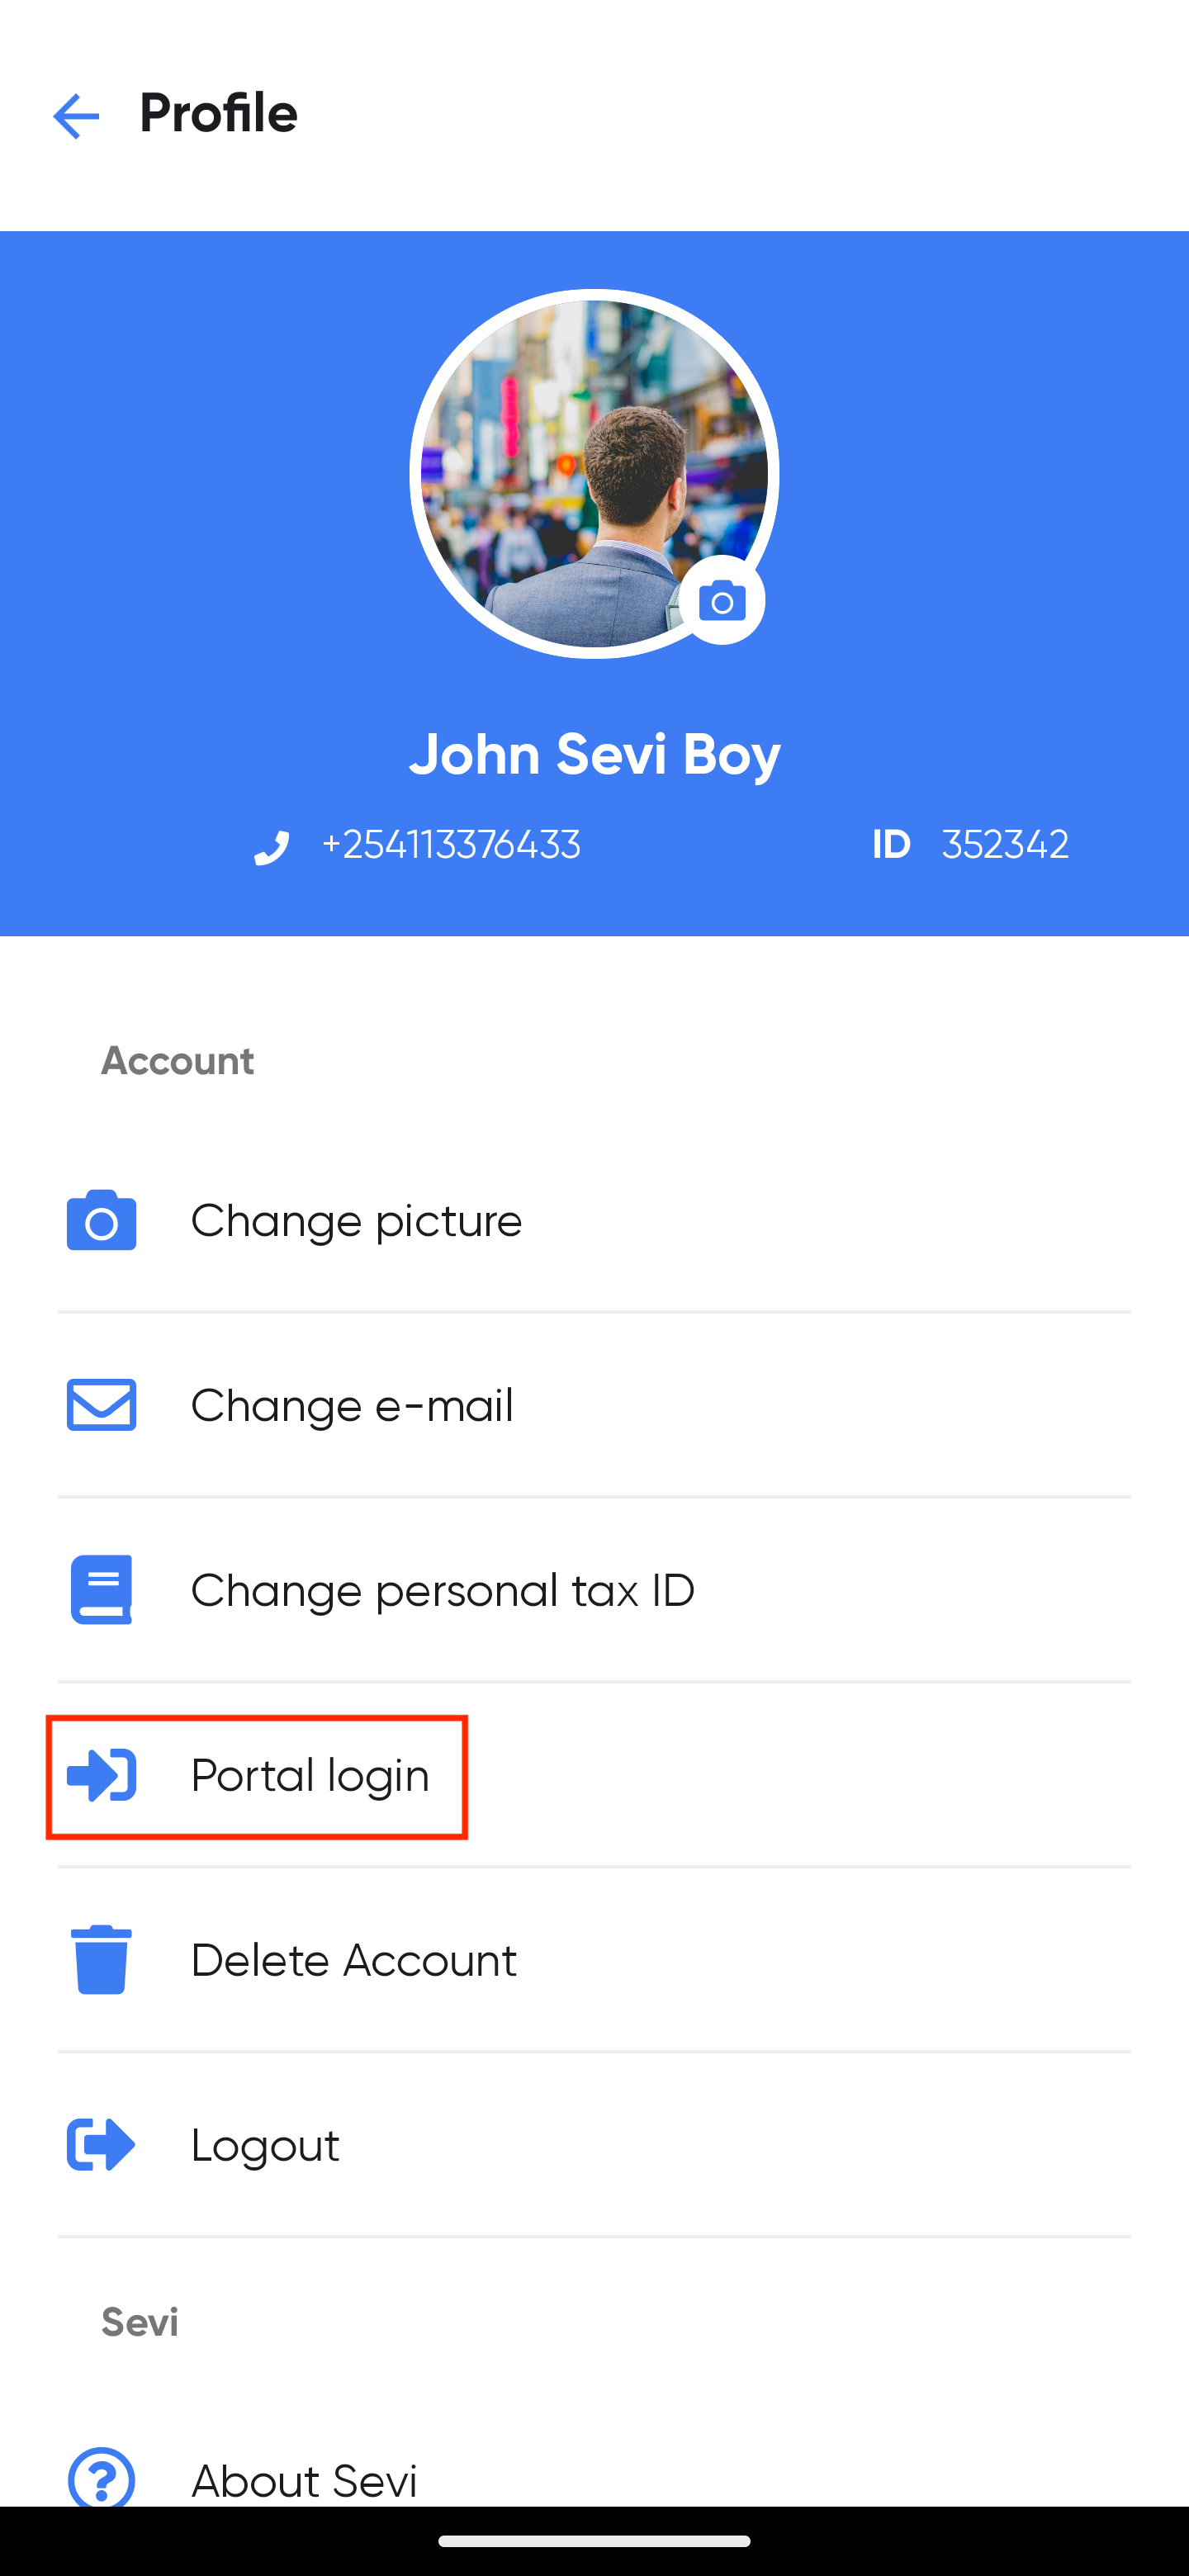 Profile
John Sevi Boy
+254113376433 ID 352342
Account
Change picture
Change e-mail
Change personal tax ID
Portal login
Delete Account
Logout
Sevi
About Sevi